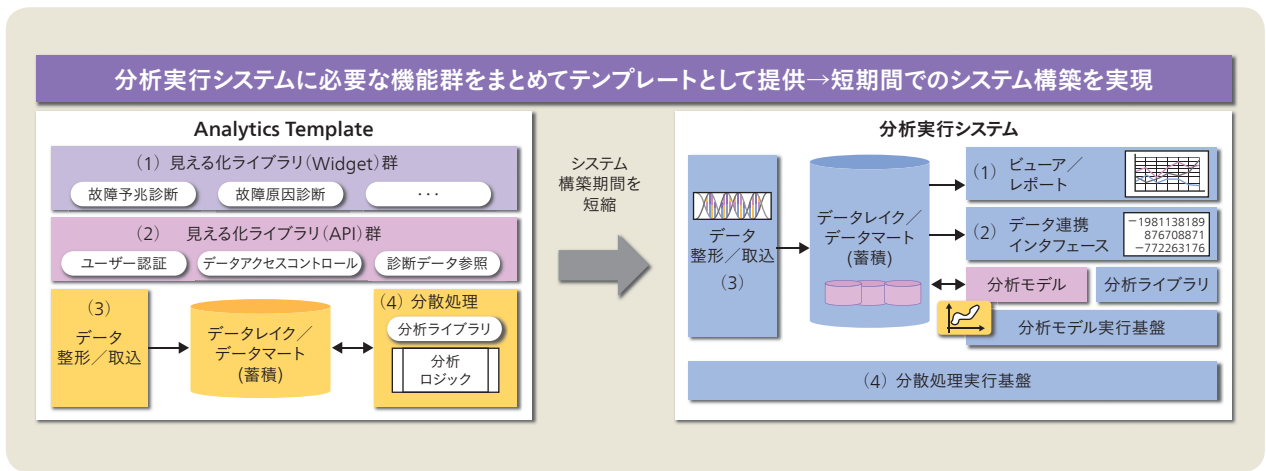 分析実行システムに必要な機能群をまとめてテンプレートとして提供→短期間でのシステム構築を実現
Analytics Template
（1）見える化ライブラリ（Widget）群
故障予兆診断
故障原因診断
・・・
（2） 見える化ライブラリ（API）群
ユーザー認証
データアクセスコントロール
診断データ参照
（3）
データ
整形／取込
データレイク／
データマート
(蓄積)
（4）分散処理
分析ライブラリ
分析
ロジック
システム
構築期間を
短縮
分析実行システム
データ
整形／取込
（3）
データレイク／
データマート
(蓄積)
（1）ビューア／
レポート
（2）データ連携
インタフェース
−1981138189
876708871
−772263176
分析モデル
分析ライブラリ
分析モデル実行基盤
（4）分散処理実行基盤